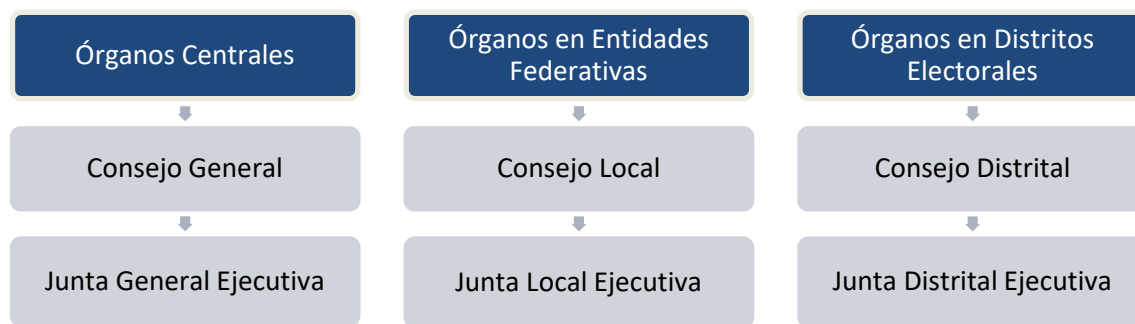 Órganos Centrales
Consejo General
Junta General Ejecutiva
Órganos en Entidades
Federativas
Consejo Local
Junta Local Ejecutiva
Órganos en Distritos
Electorales
Consejo Distrital
Junta Distrital Ejecutiva